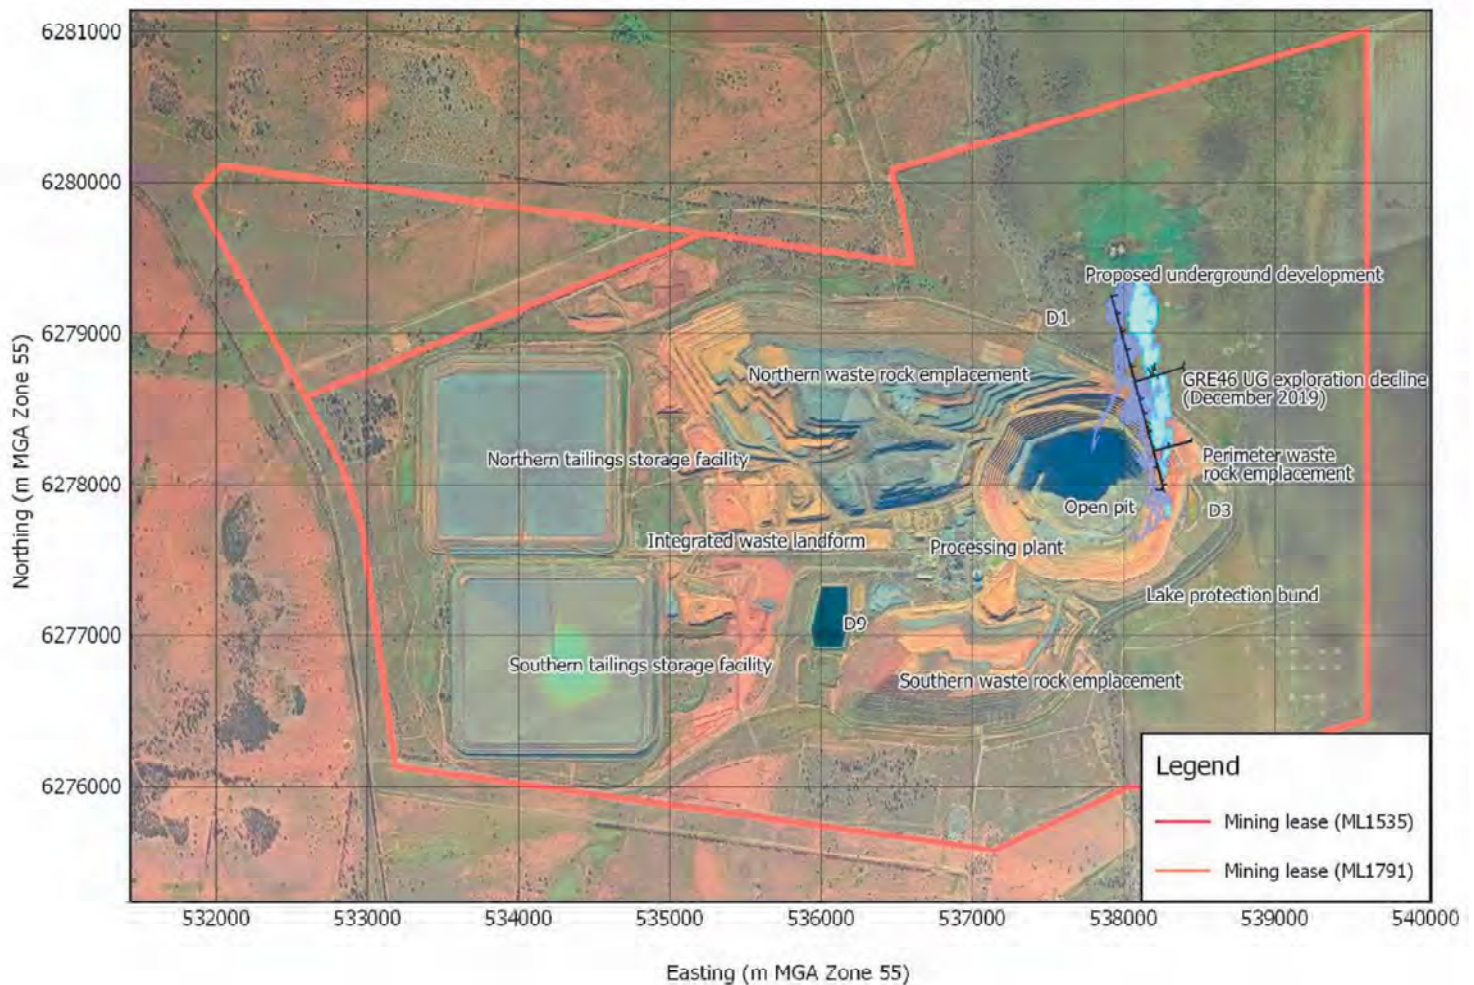 6281000
6280000
6279000
6278000
6277000
6276000
Northing (m MGA Zone 55)
Proposed underground development
D1
Northern waste rock emplacement
GRE46 UG exploration decline
(December 2019)
Northern tailings storage facility
Perimeter waste
rock emplacement
Open pit
D3
Integrated waste landform
Processing plant
Lake protection bund
D9
Southern tailings storage facility
Southern waste rock emplacement
Legend
Mining lease (ML1535)
Mining lease (ML1791)
532000
533000
534000
535000
536000
537000
538000
539000
540000
Easting (m MGA Zone 55)